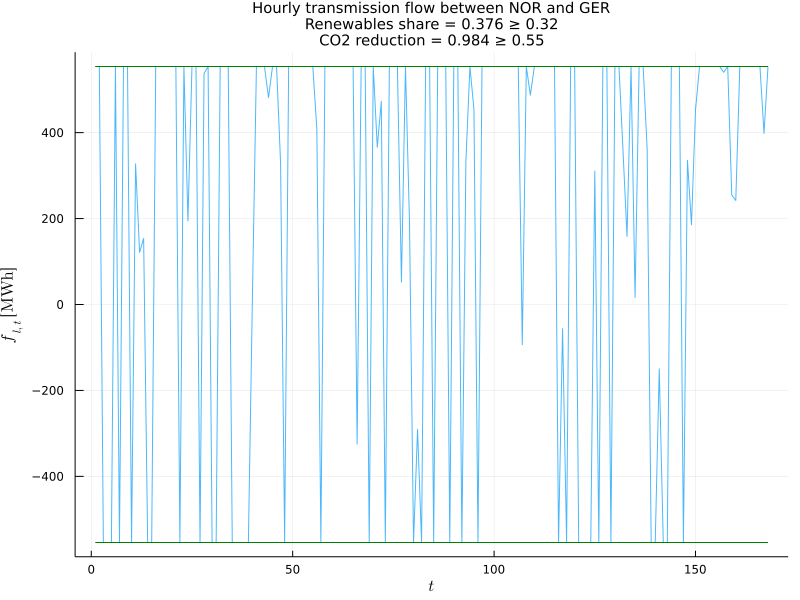 Hourly transmission flow between NOR and GER
Renewables share = 0.376 ≥ 0.32
CO2 reduction = 0.984 ≥ 0.55
400
200
0
−200
−400
f l,t [MWh]
0
50
100
150
t